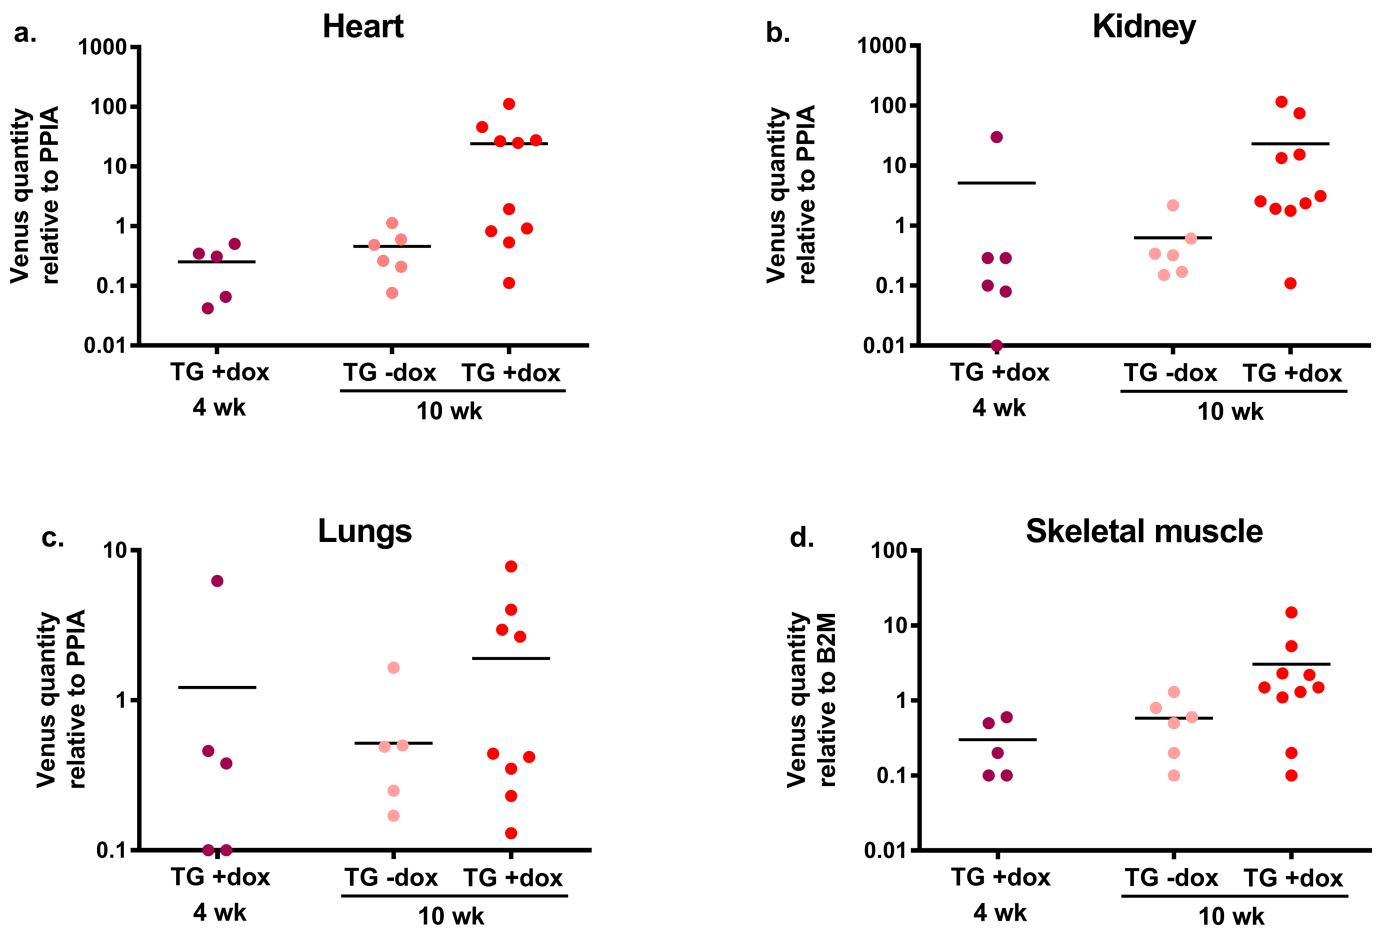 a.
Heart
Venus quantity
relative to PPIA
1000
100
10
1
0.1
0.01
TG +dox
TG -dox
TG +dox
4 wk
10 wk
b.
Kidney
Venus quantity
relative to PPIA
1000
100
10
1
0.1
0.01
TG +dox
TG -dox
TG +dox
4 wk
10 wk
c.
Lungs
Venus quantity
relative to PPIA
10
1
0.1
TG +dox
TG -dox
TG +dox
4 wk
10 wk
d.
Skeletal muscle
Venus quantity
relative to B2M
100
10
1
0.1
0.01
TG +dox
TG -dox
TG +dox
4 wk
10 wk